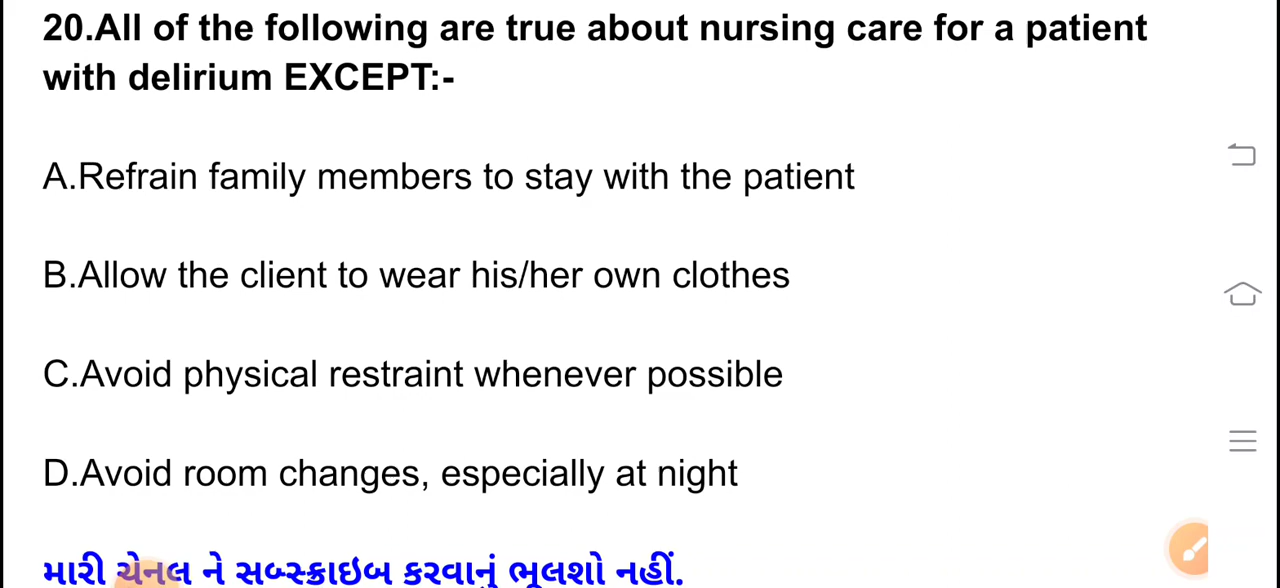 20.All of the following are true about nursing care for a patient
with delirium EXCEPT:-
A.Refrain family members to stay with the patient
B.Allow the client to wear his/her own clothes
C.Avoid physical restraint whenever possible
D.Avoid room changes, especially at night
મારી ચેનલ ને સબ્સ્ક્રાઇબ કરવાનું ભૂલશો નહીં.